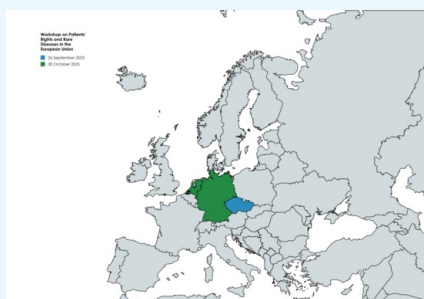 Workshop on Patients'
Rights and Rare
Diseases in the
European Union
26 September 2025
30 October 2025